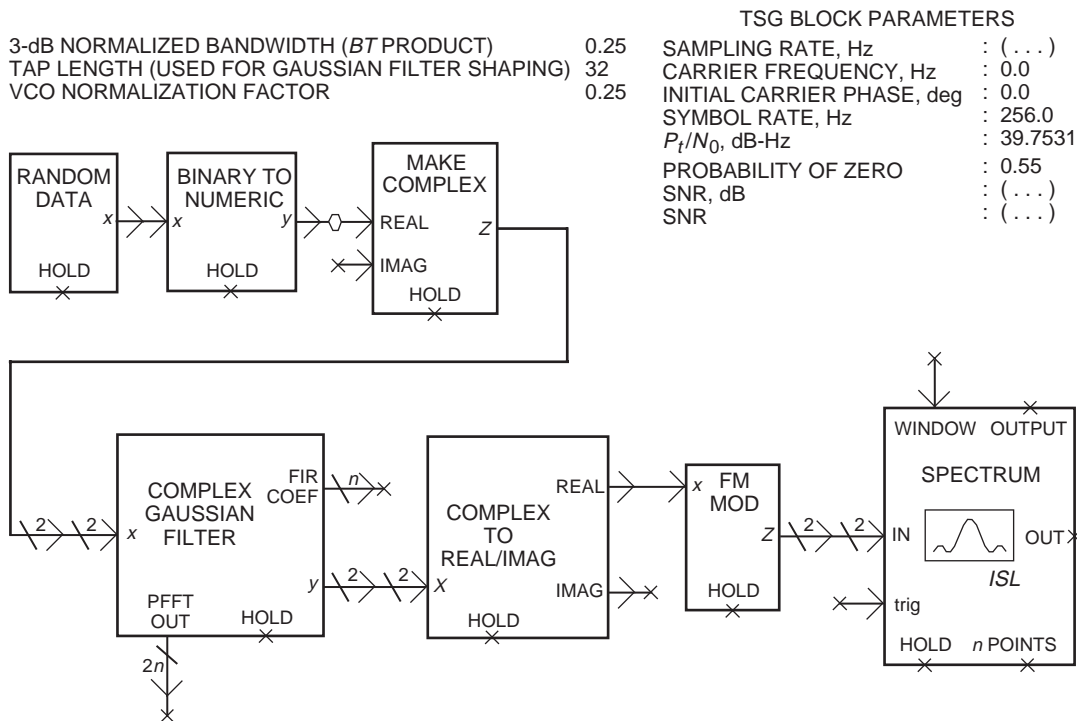 TSG BLOCK PARAMETERS
3-dB NORMALIZED BANDWIDTH (BT PRODUCT) 0.25
TAP LENGTH (USED FOR GAUSSIAN FILTER SHAPING) 32
VCO NORMALIZATION FACTOR 0.25
SAMPLING RATE, Hz : (...)
CARRIER FREQUENCY, Hz : 0.0
INITIAL CARRIER PHASE, deg : 0.0
SYMBOL RATE, Hz : 256.0
Pt/N0, dB-Hz : 39.7531
PROBABILITY OF ZERO : 0.55
SNR, dB : (...)
SNR : (...)
RANDOM
DATA
x
HOLD
BINARY TO
NUMERIC
x
y
HOLD
MAKE
COMPLEX
REAL
Z
IMAG
HOLD
2 2
x
COMPLEX
GAUSSIAN
FILTER
FIR
COEF
n
y
2 2
PFFT
OUT
HOLD
2n
X
COMPLEX
TO
REAL/IMAG
REAL
IMAG
HOLD
x
FM
MOD
Z
HOLD
2 2
WINDOW OUTPUT
SPECTRUM
IN
OUT
ISL
trig
HOLD n POINTS